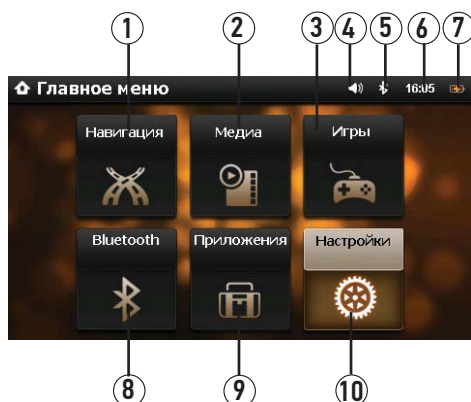 1 2 3 4 5 6 7
Главное меню 16:05
Навигация Медиа Игры
Bluetooth Приложения Настройки
8 9 10